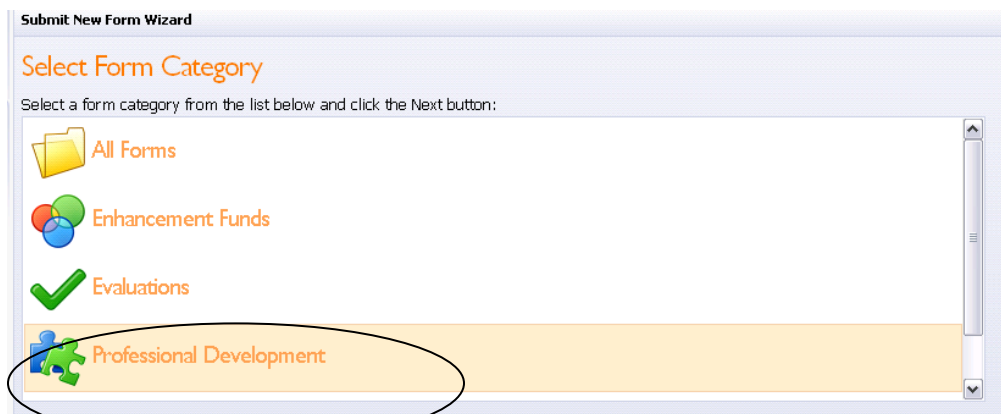 Submit New Form Wizard
Select Form Category
Select a form category from the list below and click the Next button:
All Forms
Enhancement Funds
Evaluations
Professional Development